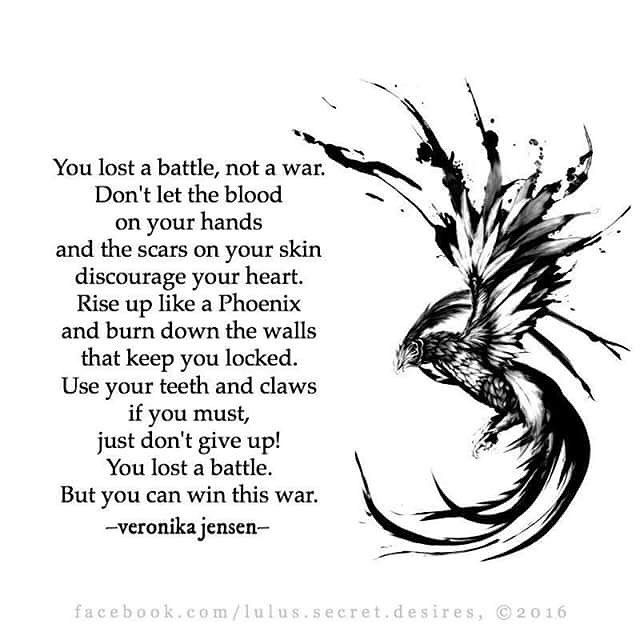 You lost a battle, not a war.
Don't let the blood
on your hands
and the scars on your skin
discourage your heart.
Rise up like a Phoenix
and burn down the walls
that keep you locked.
Use your teeth and claws
if you must,
just don't give up!
You lost a battle.
But you can win this war.
–veronika jensen–
facebook.com/lulus.secret.desires, ©2016